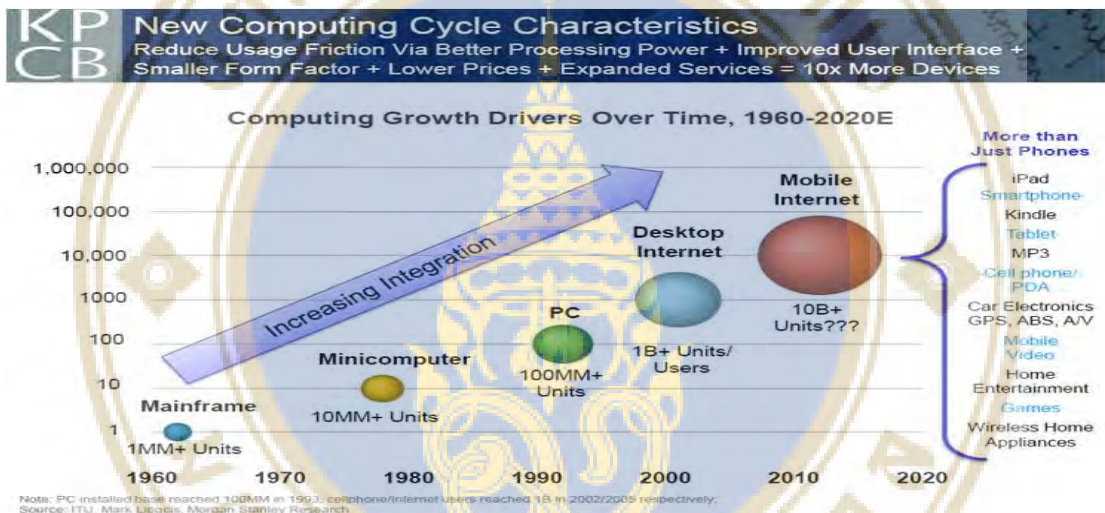 KP
CB
New Computing Cycle Characteristics
Reduce Usage Friction Via Better Processing Power + Improved User Interface +
Smaller Form Factor + Lower Prices + Expanded Services = 10x More Devices
Computing Growth Drivers Over Time, 1960-2020E
More than
Just Phones
1,000,000
100,000
10,000
1000
100
10
1
Increasing Integration
Mainframe
1MM+ Units
Minicomputer
10MM+ Units
PC
100MM+
Units
Desktop
Internet
1B+ Units/
Users
Mobile
Internet
10B+
Units???
iPad
Smartphone
Kindle
Tablet
MP3
Cell phone/
PDA
Car Electronics
GPS, ABS, A/V
Mobile
Video
Home
Entertainment
Games
Wireless Home
Appliances
1960 1970 1980 1990 2000 2010 2020
Note: PC installed base reached 100MM in 1993, cellphone/Internet users reached 1B in 2002/2005 respectively;
Source: ITU, Mark Lipacis, Morgan Stanley Research